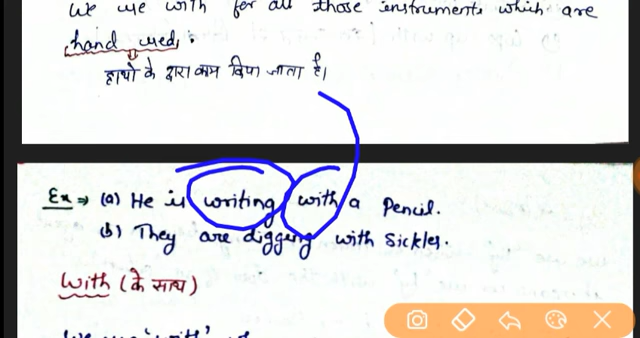 We use with for all those instruments which are
hand used.
हाथो के द्वारा काम किया जाता है।
Ex ⇒ (a) He is writing with a Pencil.
(b) They are digging with Sickles.
With (के साथ)